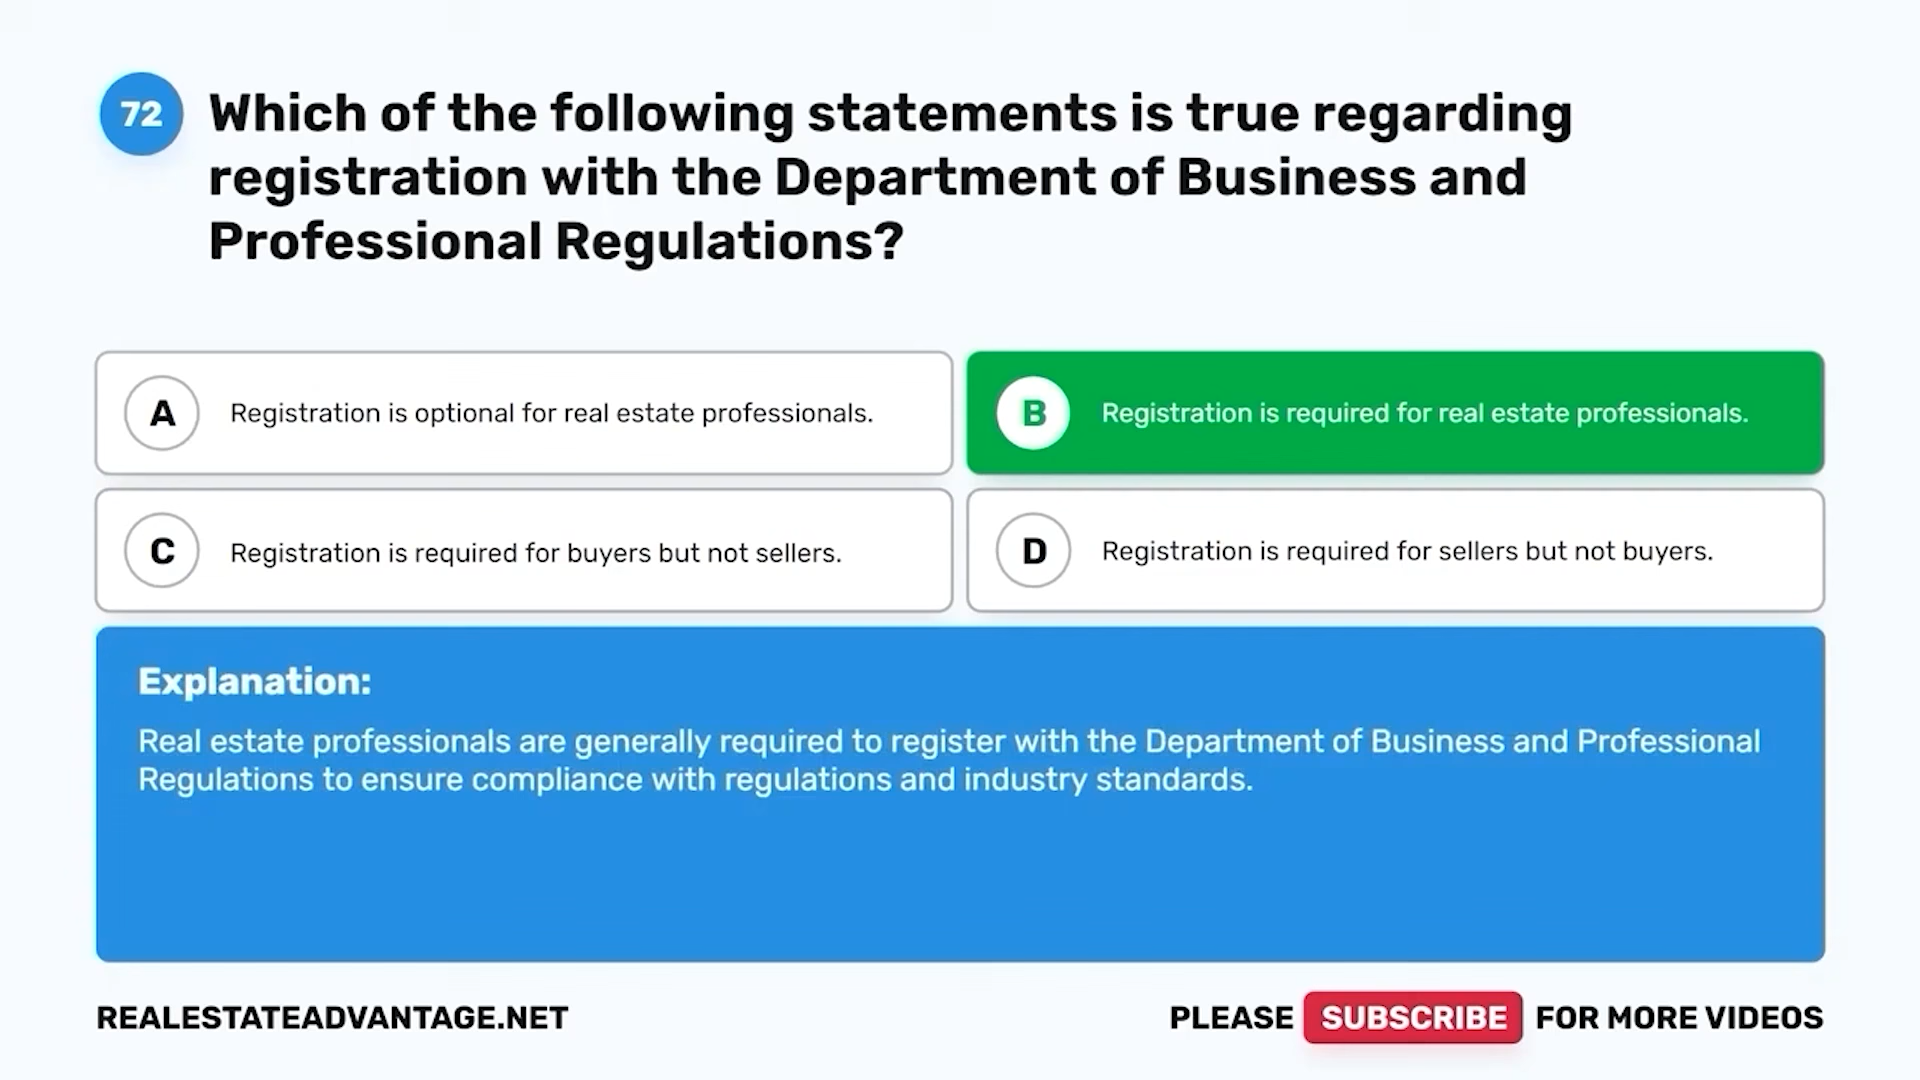 72
Which of the following statements is true regarding
registration with the Department of Business and
Professional Regulations?
A Registration is optional for real estate professionals.
B Registration is required for real estate professionals.
C Registration is required for buyers but not sellers.
D Registration is required for sellers but not buyers.
Explanation:
Real estate professionals are generally required to register with the Department of Business and Professional
Regulations to ensure compliance with regulations and industry standards.
REALESTATEADVANTAGE.NET
PLEASE SUBSCRIBE FOR MORE VIDEOS